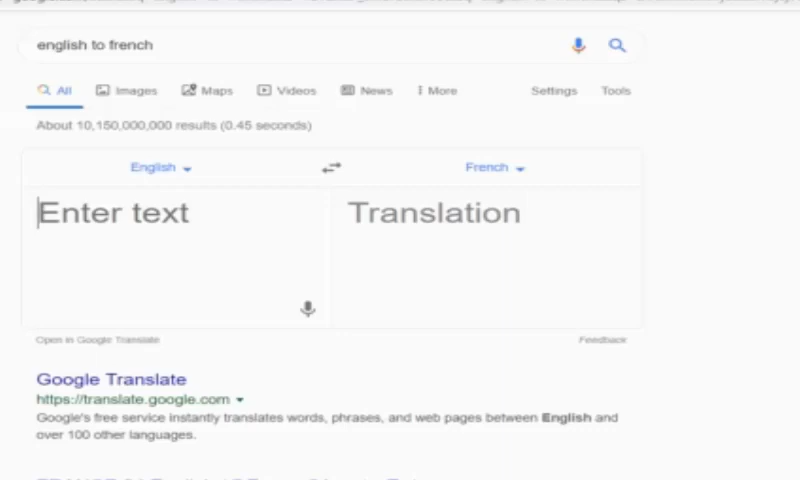 english to french
All Images Maps Videos News More Settings Tools
About 10,150,000,000 results (0.45 seconds)
English French
Enter text Translation
Open in Google Translate Feedback
Google Translate
https://translate.google.com
Google's free service instantly translates words, phrases, and web pages between English and
over 100 other languages.